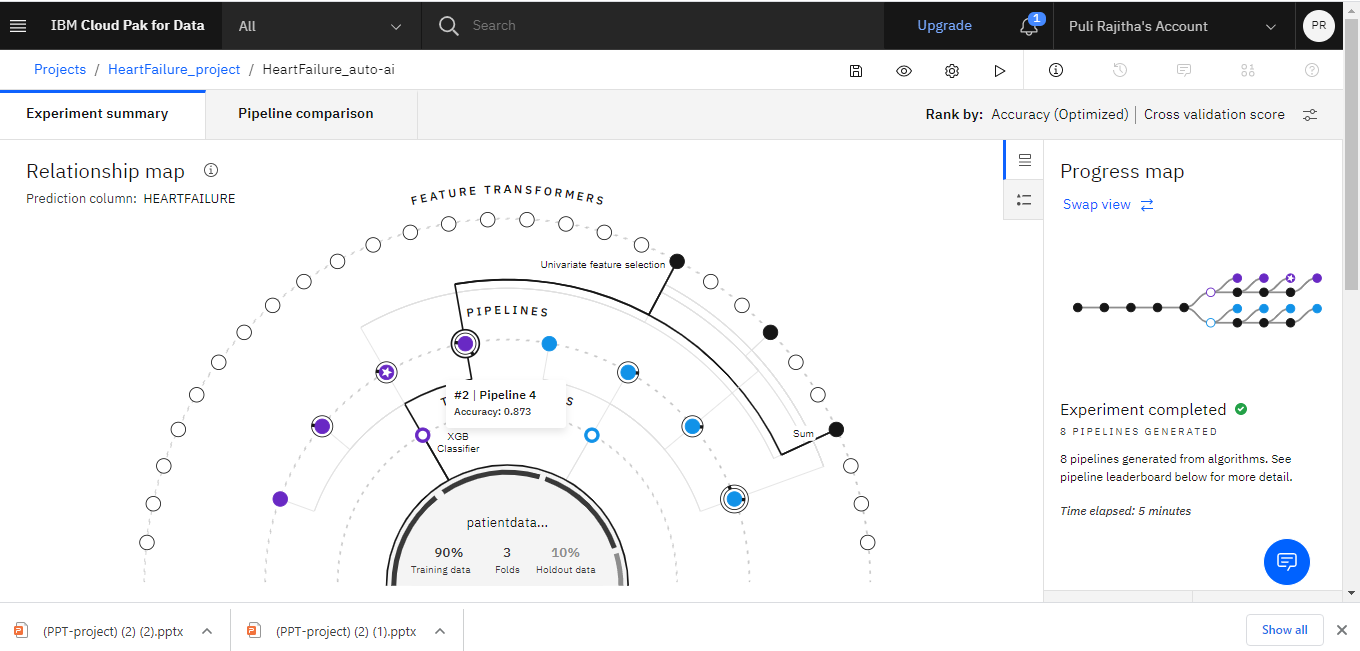 IBM Cloud Pak for Data
All
Search
Upgrade
1
Puli Rajitha's Account
PR
Projects / HeartFailure_project / HeartFailure_auto-ai
Experiment summary
Pipeline comparison
Rank by: Accuracy (Optimized) | Cross validation score
Relationship map
Prediction column: HEARTFAILURE
FEATURE TRANSFORMERS
Univariate feature selection
PIPELINES
#2 | Pipeline 4
Accuracy: 0.873
T
S
XGB
Classifier
Sum
patientdata...
90%
Training data
3
Folds
10%
Holdout data
Progress map
Swap view
Experiment completed
8 PIPELINES GENERATED
8 pipelines generated from algorithms. See
pipeline leaderboard below for more detail.
Time elapsed: 5 minutes
(PPT-project) (2) (2).pptx
(PPT-project) (2) (1).pptx
Show all